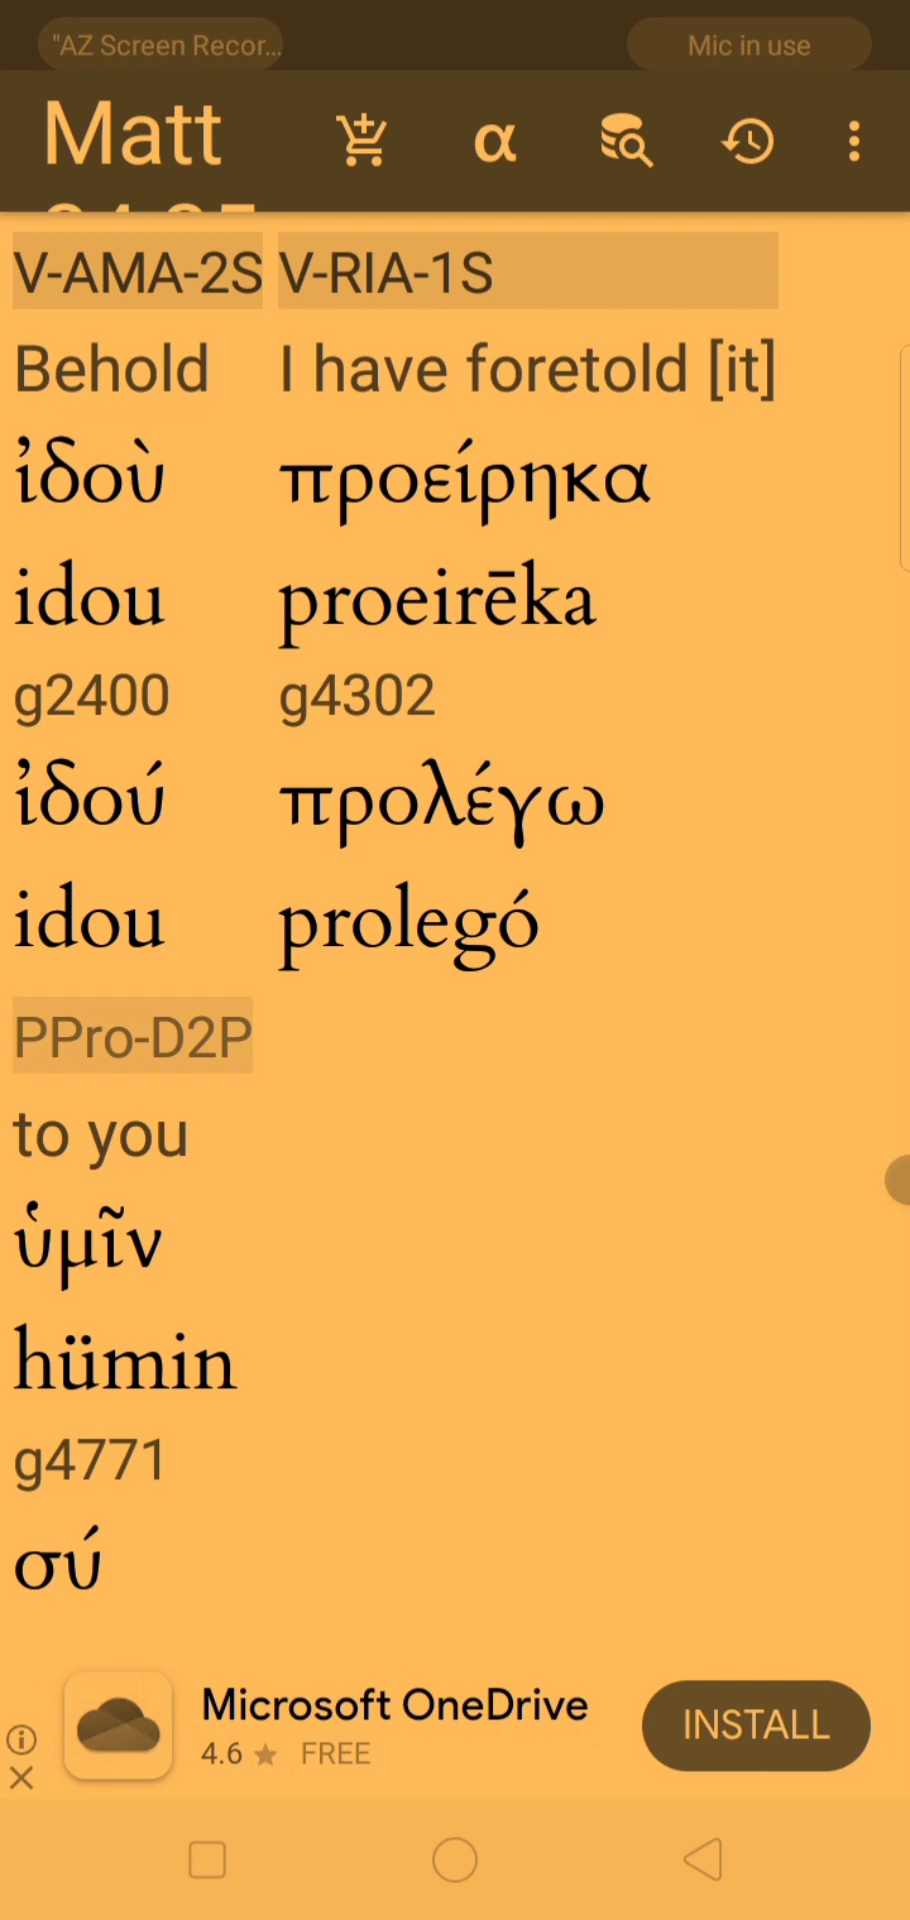 "AZ Screen Recor... Mic in use
Matt α
V-AMA-2S V-RIA-1S
Behold I have foretold [it]
ἰδοὺ προείρηκα
idou proeirēka
g2400 g4302
ἰδού προλέγω
idou prolegó
PPro-D2P
to you
ὑμῖν
hümin
g4771
σύ
Microsoft OneDrive
4.6 ★ FREE
INSTALL